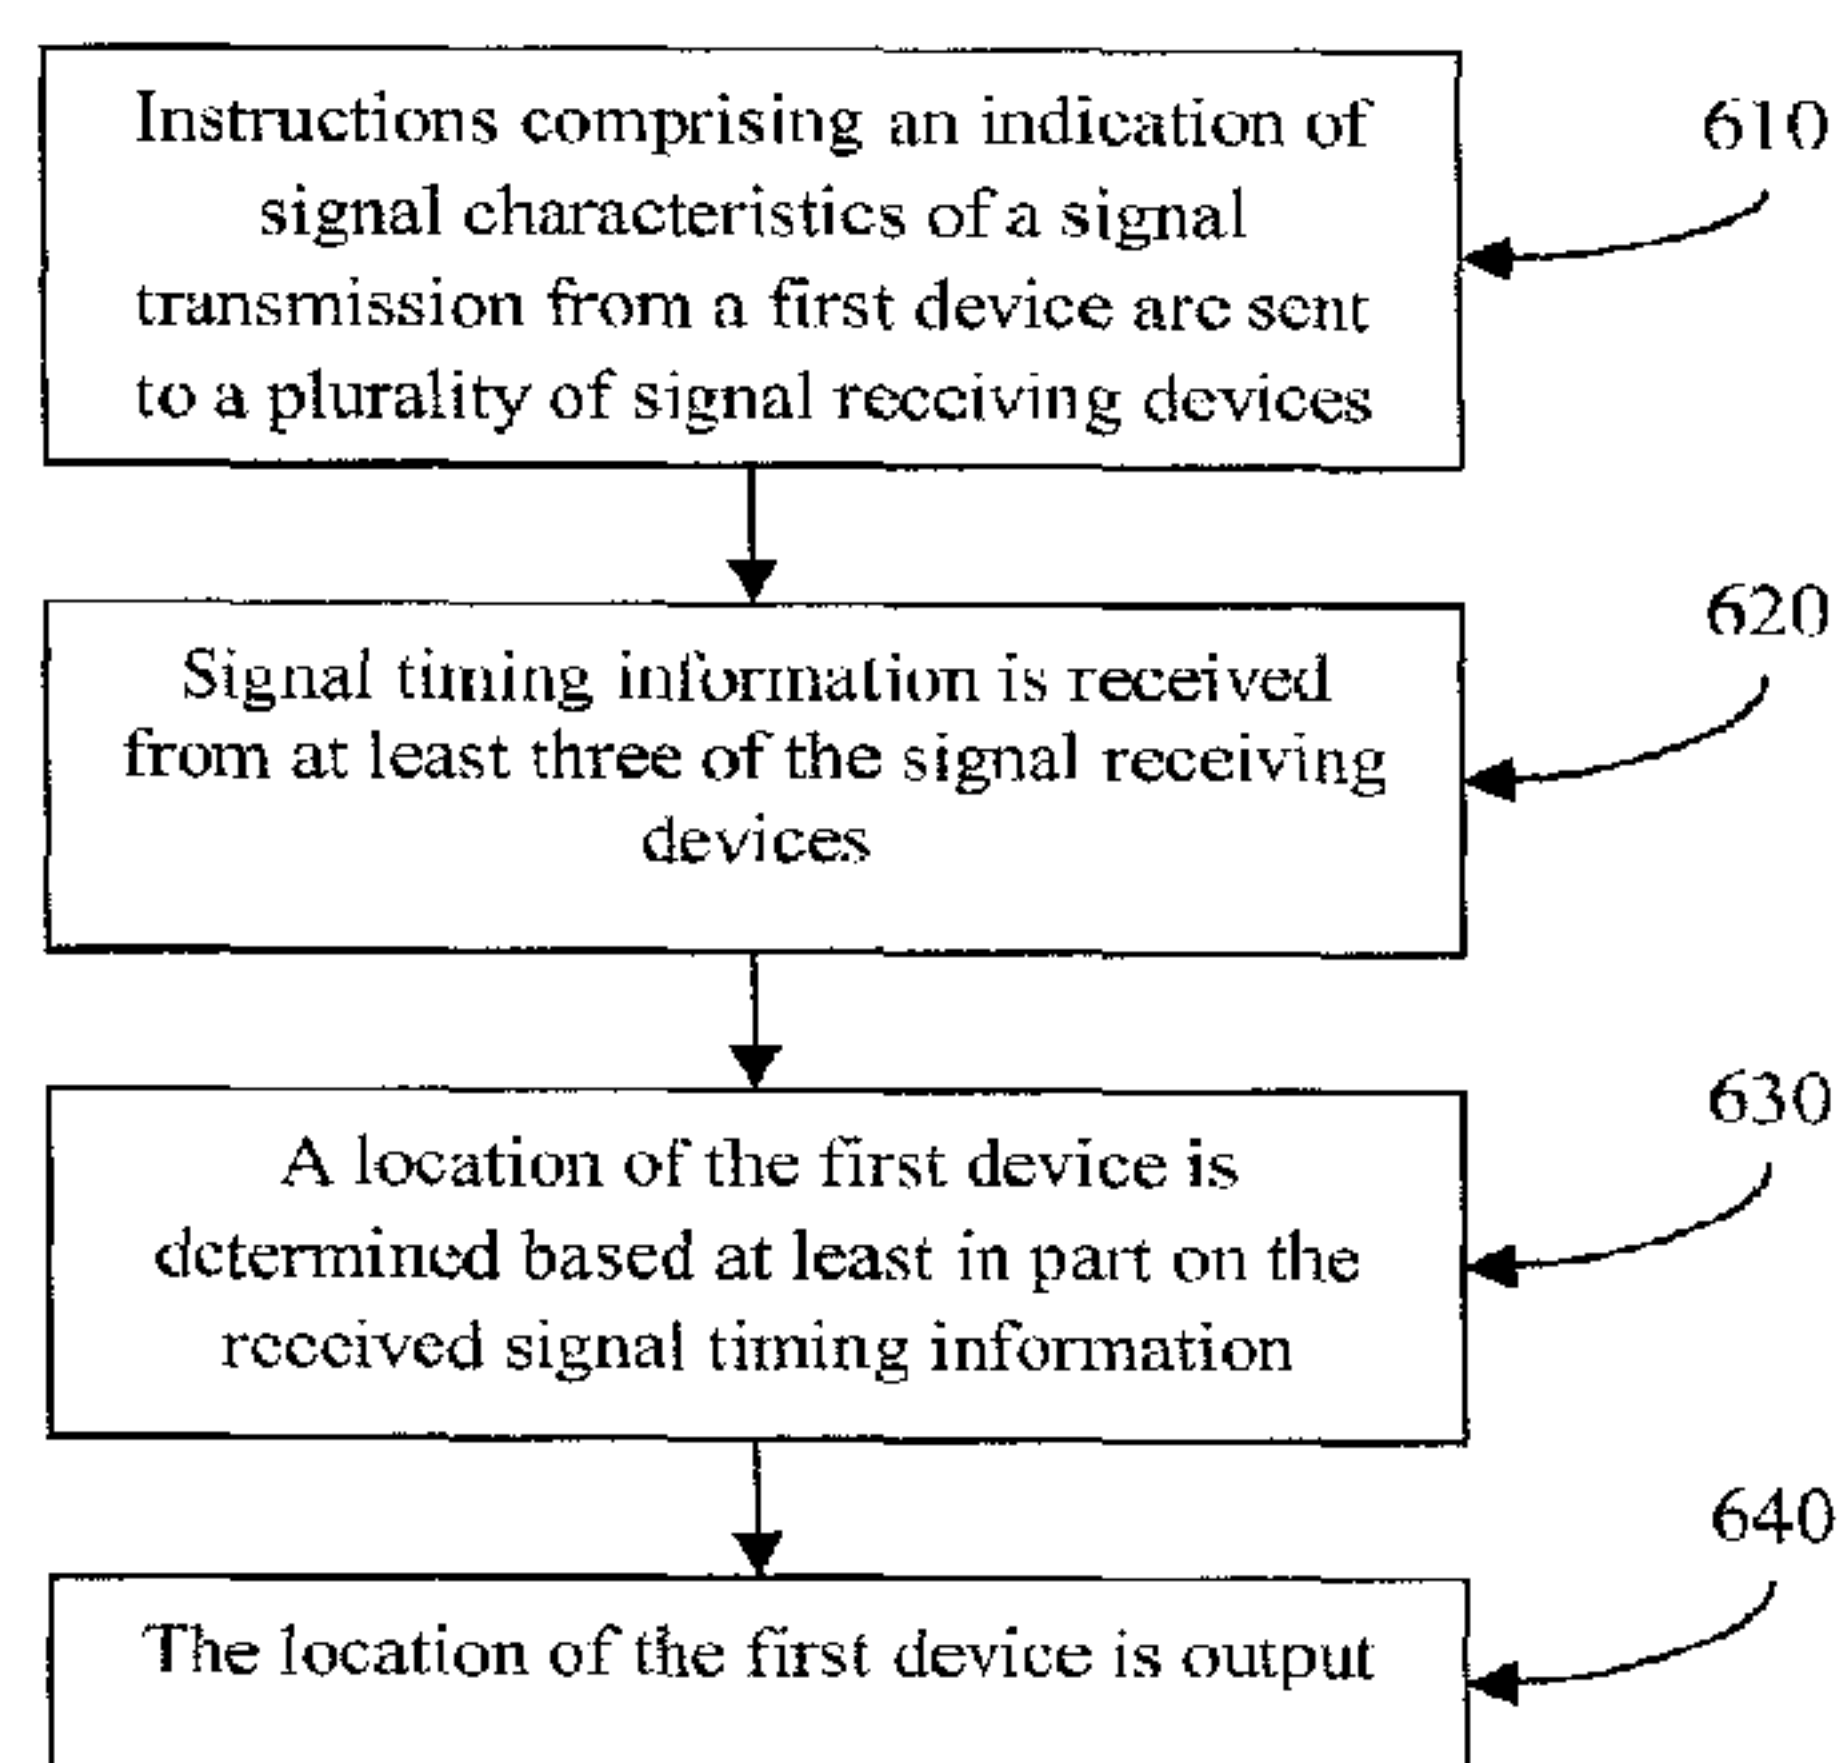 Instructions comprising an indication of
signal characteristics of a signal
transmission from a first device are sent
to a plurality of signal receiving devices
610
Signal timing information is received
from at least three of the signal receiving
devices
620
A location of the first device is
determined based at least in part on the
received signal timing information
630
The location of the first device is output
640